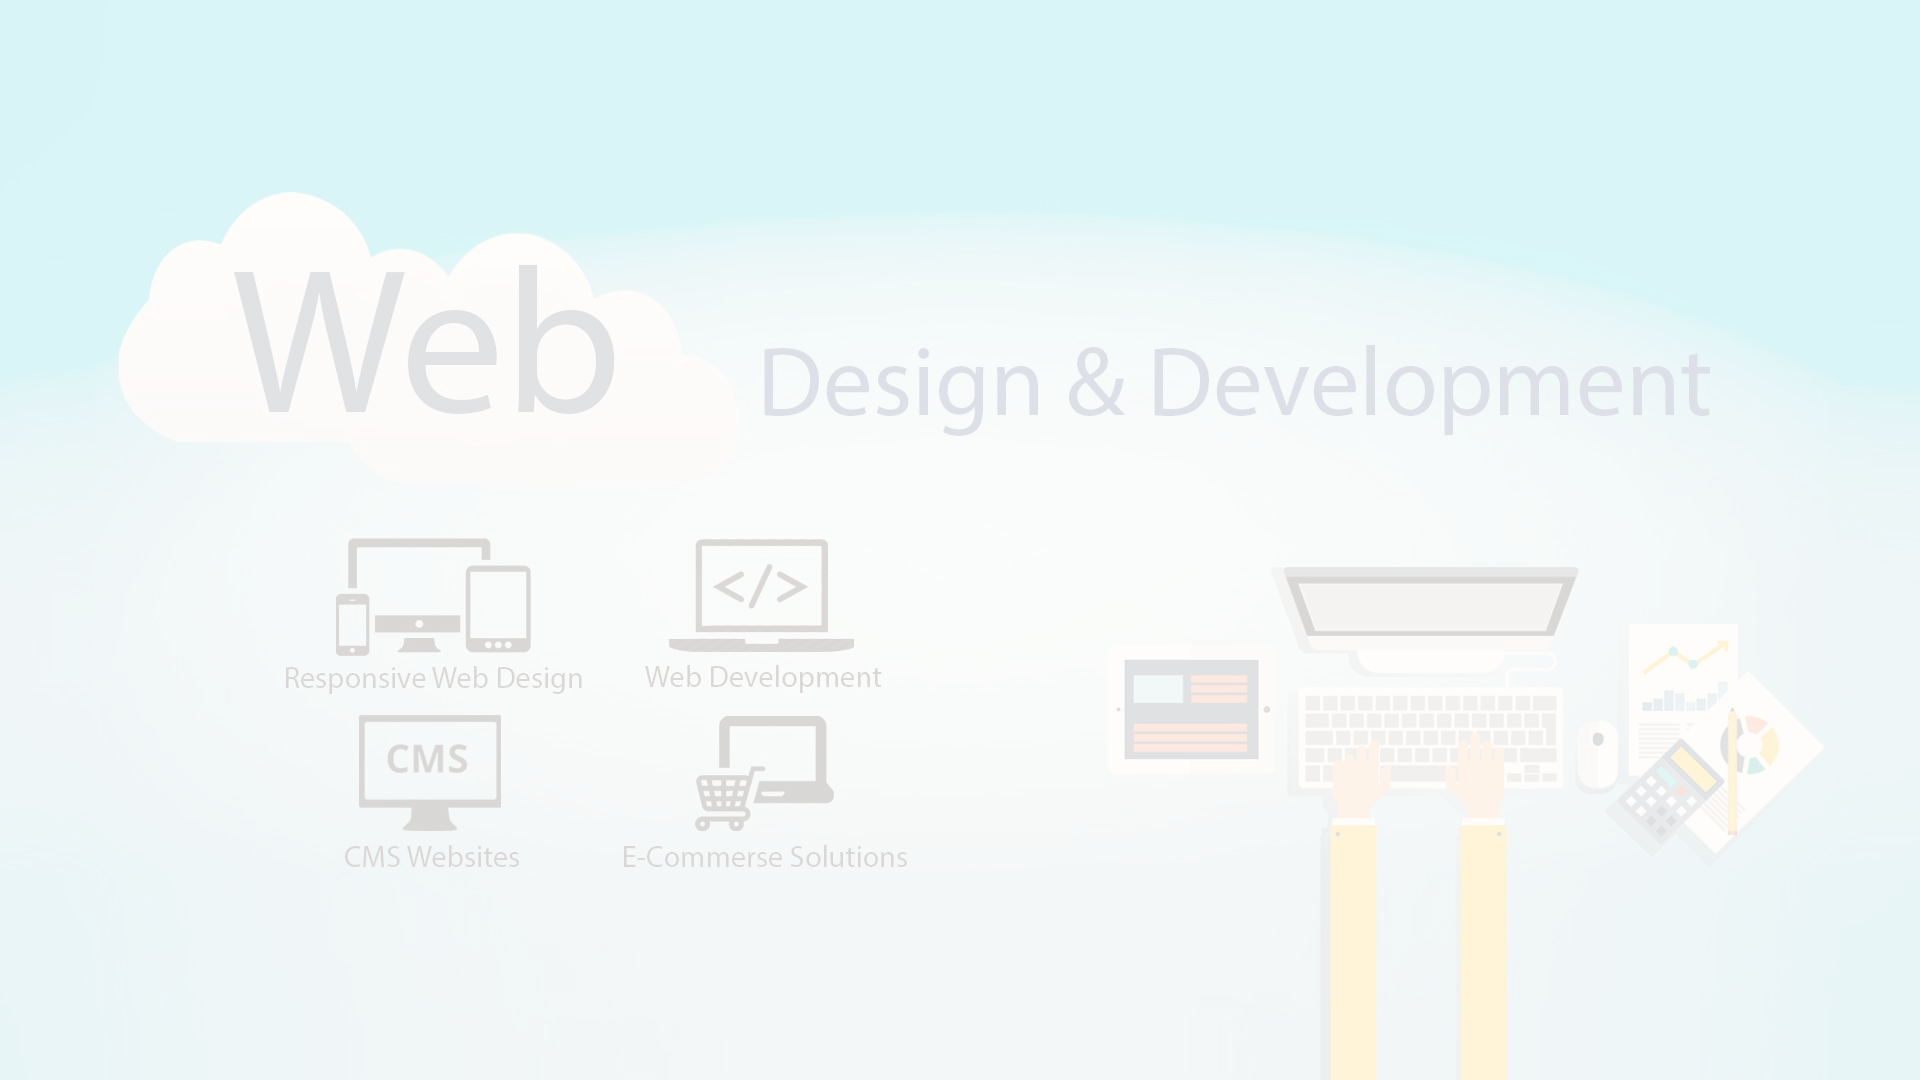 Web
Design & Development
</>
Responsive Web Design
Web Development
CMS
CMS Websites
E-Commerse Solutions